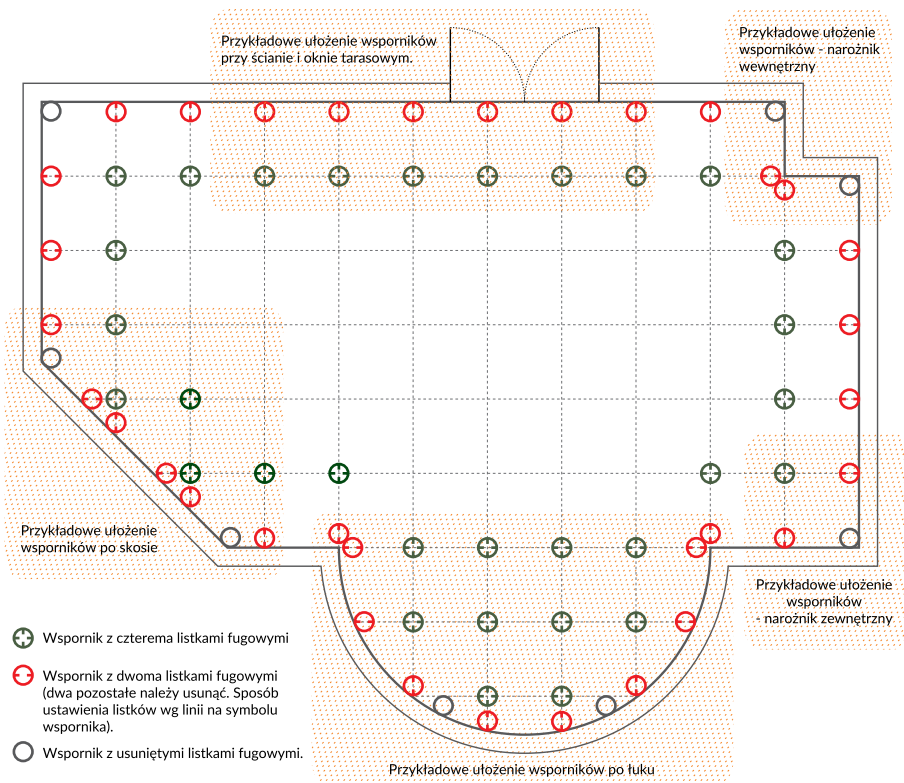 Przykładowe ułożenie wsporników
przy ścianie i oknie tarasowym.
Przykładowe ułożenie
wsporników - narożnik
wewnętrzny
Przykładowe ułożenie
wsporników po skosie
Przykładowe ułożenie
wsporników
- narożnik zewnętrzny
Wspornik z czterema listkami fugowymi
Wspornik z dwoma listkami fugowymi
(dwa pozostałe należy usunąć. Sposób
ustawienia listków wg linii na symbolu
wspornika).
Wspornik z usuniętymi listkami fugowymi.
Przykładowe ułożenie wsporników po łuku